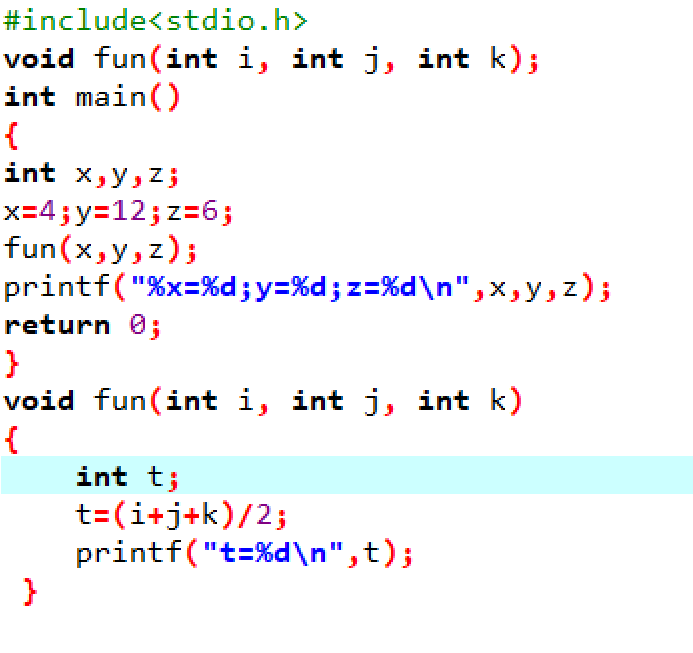 #include<stdio.h>
void fun(int i, int j, int k);
int main()
{
int x,y,z;
x=4;y=12;z=6;
fun(x,y,z);
printf("%x=%d;y=%d;z=%d\n",x,y,z);
return 0;
}
void fun(int i, int j, int k)
{
    int t;
    t=(i+j+k)/2;
    printf("t=%d\n",t);
 }